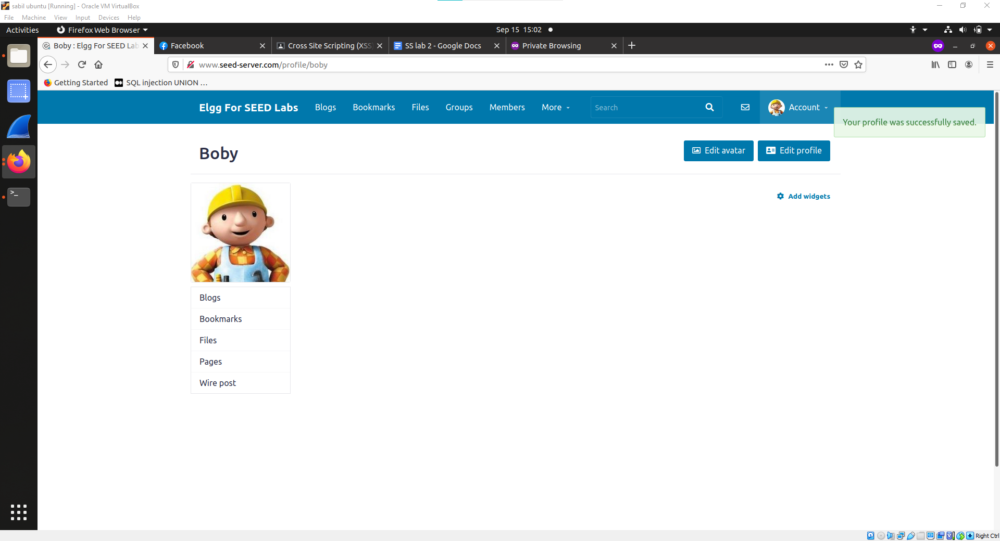 sabil ubuntu [Running] - Oracle VM VirtualBox
File Machine View Input Devices Help
Activities Firefox Web Browser Sep 15 15:02
Boby : Elgg For SEED Lab Facebook Cross Site Scripting (XSS) SS lab 2 - Google Docs Private Browsing
www.seed-server.com/profile/boby
Getting Started SQL injection UNION …
Elgg For SEED Labs Blogs Bookmarks Files Groups Members More Search Account
Your profile was successfully saved.
Boby Edit avatar Edit profile
Add widgets
Blogs
Bookmarks
Files
Pages
Wire post
Right Ctrl